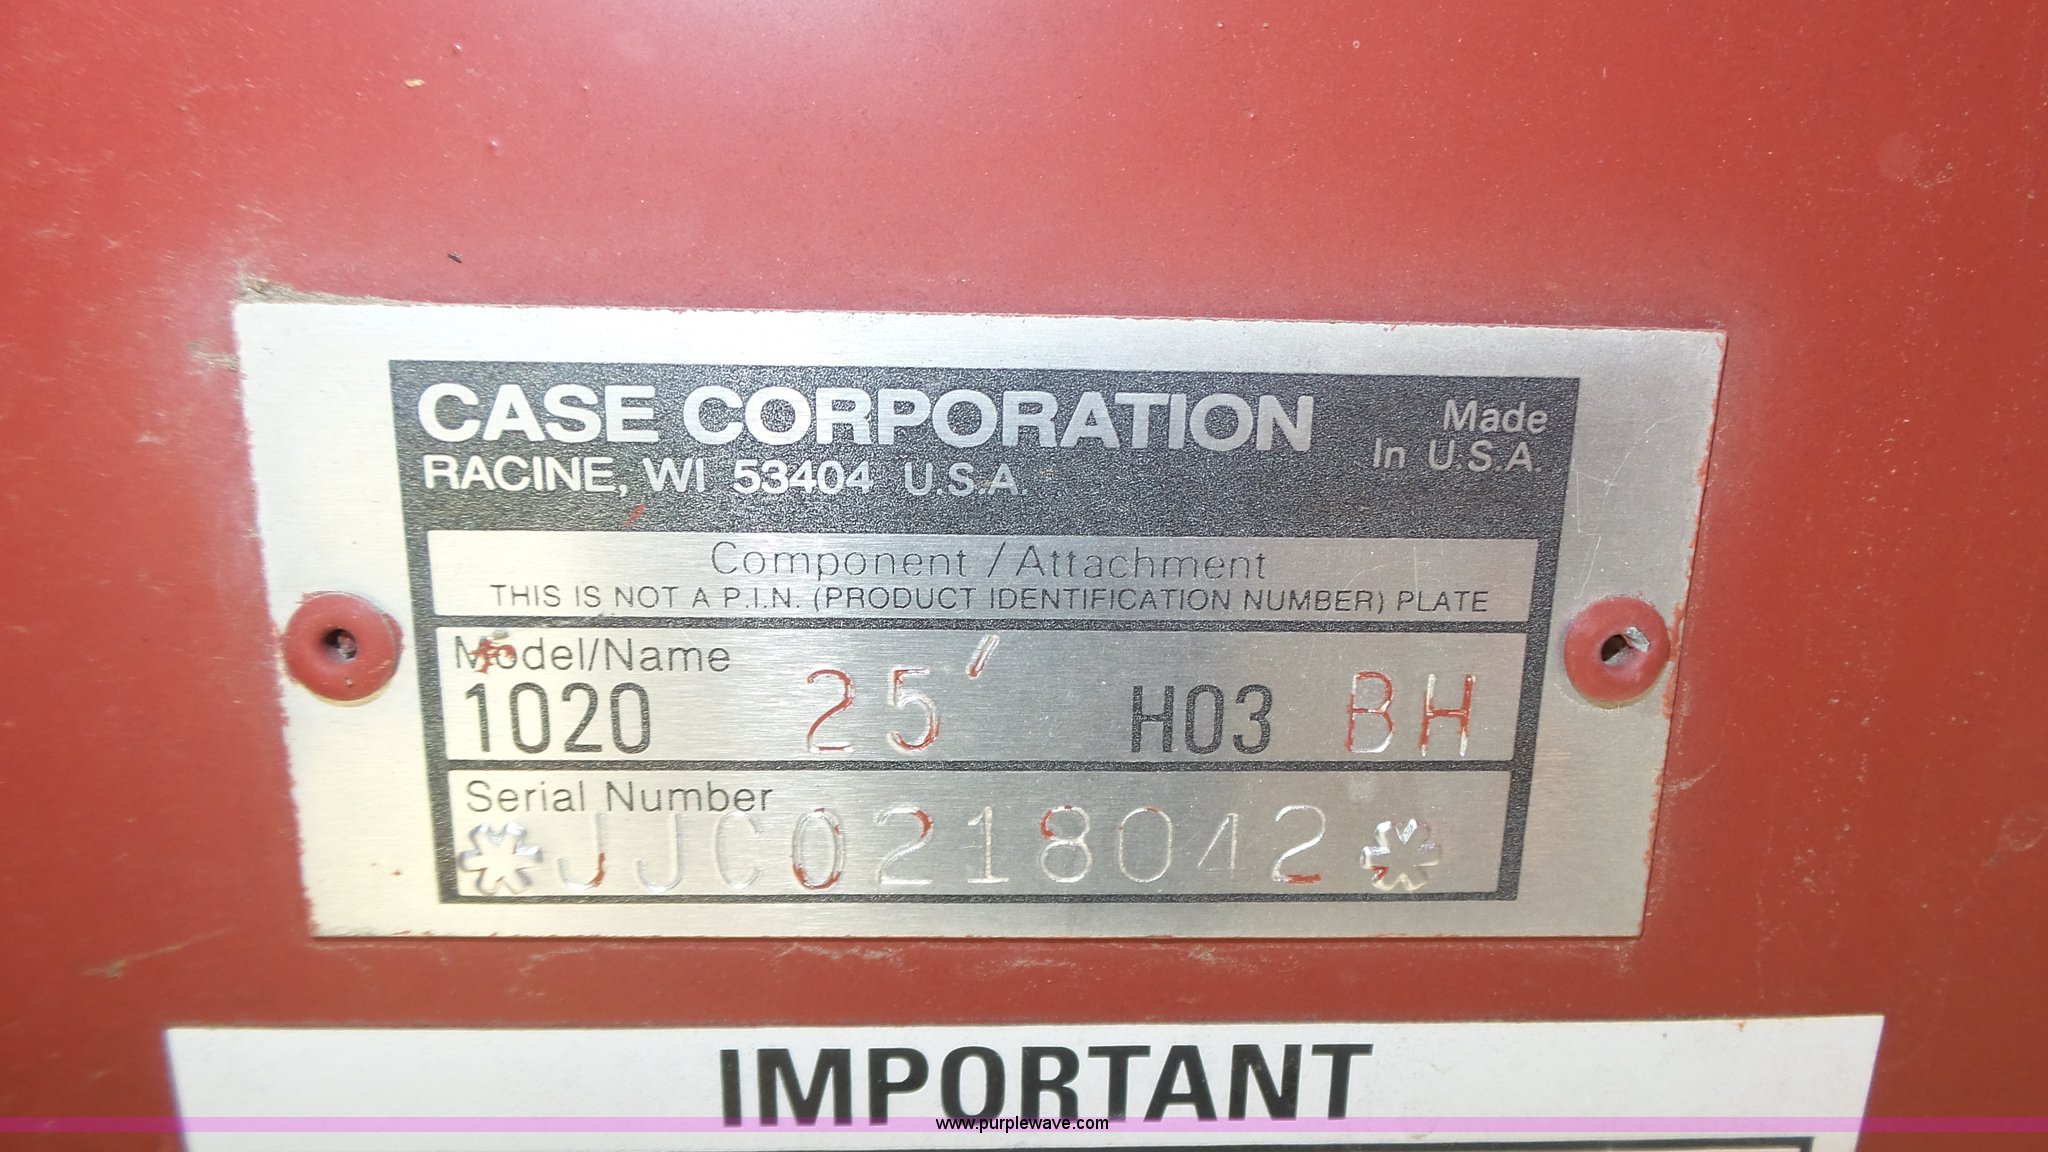 CASE CORPORATION
RACINE, WI 53404 U.S.A.
Made
In U.S.A.
Component / Attachment
THIS IS NOT A P.I.N. (PRODUCT IDENTIFICATION NUMBER) PLATE
Model/Name
1020 25' H03 BH
Serial Number
*JJC0218042*
IMPORTANT
www.purplewave.com